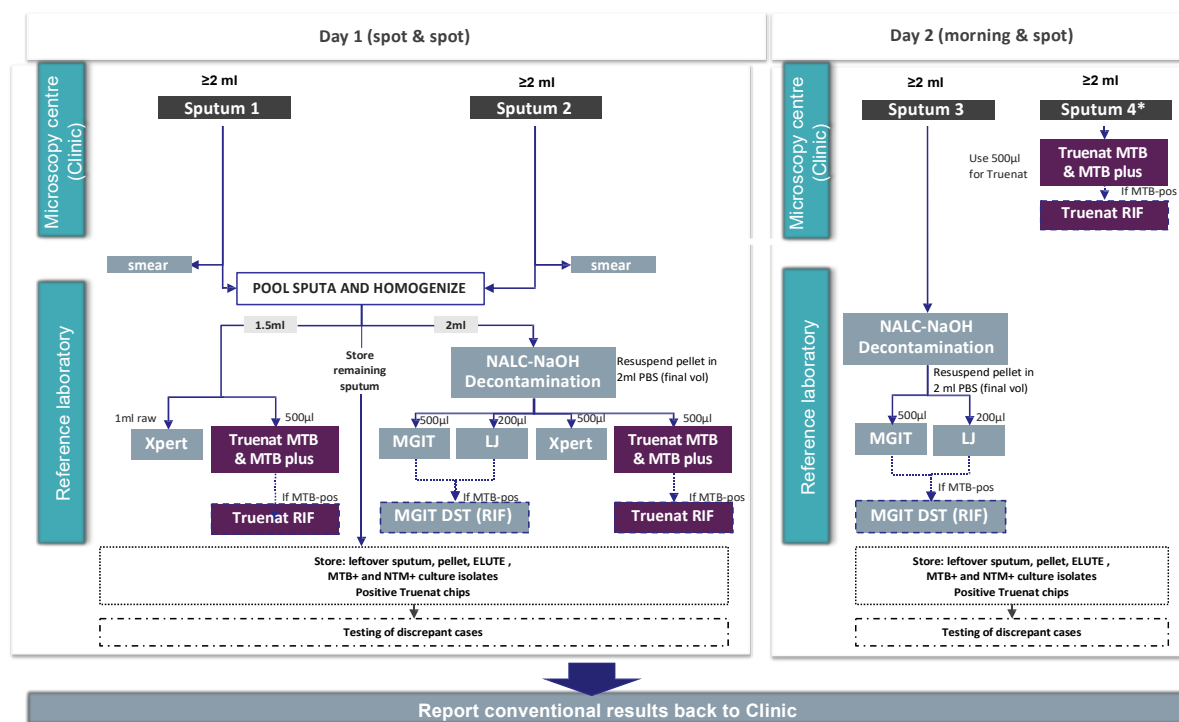 Day 1 (spot & spot)
Day 2 (morning & spot)
Microscopy centre
(Clinic)
≥2 ml
Sputum 1
≥2 ml
Sputum 2
smear
smear
Reference laboratory
POOL SPUTA AND HOMOGENIZE
1.5ml
2ml
Store
remaining
sputum
NALC-NaOH
Decontamination
Resuspend pellet in
2ml PBS (final vol)
1ml raw
500µl
500µl
200µl
500µl
500µl
Xpert
Truenat MTB
& MTB plus
MGIT
LJ
Xpert
Truenat MTB
& MTB plus
If MTB-pos
If MTB-pos
If MTB-pos
Truenat RIF
MGIT DST (RIF)
Truenat RIF
Store: leftover sputum, pellet, ELUTE ,
MTB+ and NTM+ culture isolates
Positive Truenat chips
Testing of discrepant cases
Microscopy centre
(Clinic)
≥2 ml
Sputum 3
≥2 ml
Sputum 4*
Use 500µl
for Truenat
Truenat MTB
& MTB plus
If MTB-pos
Truenat RIF
Reference laboratory
NALC-NaOH
Decontamination
Resuspend pellet in
2 ml PBS (final vol)
500µl
200µl
MGIT
LJ
If MTB-pos
MGIT DST (RIF)
Store: leftover sputum, pellet, ELUTE ,
MTB+ and NTM+ culture isolates
Positive Truenat chips
Testing of discrepant cases
Report conventional results back to Clinic